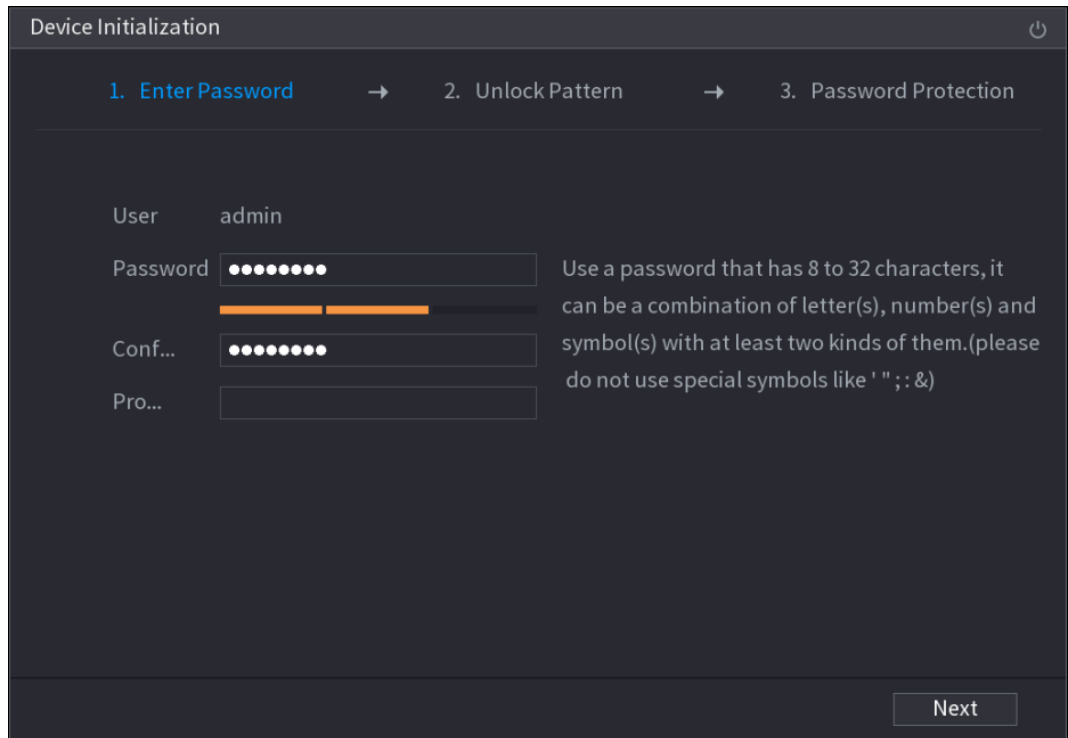 Device Initialization
1. Enter Password → 2. Unlock Pattern → 3. Password Protection
User admin
Password ●●●●●●●●
Use a password that has 8 to 32 characters, it
can be a combination of letter(s), number(s) and
Conf... ●●●●●●●●
symbol(s) with at least two kinds of them.(please
do not use special symbols like ' " ; : &)
Pro...
Next